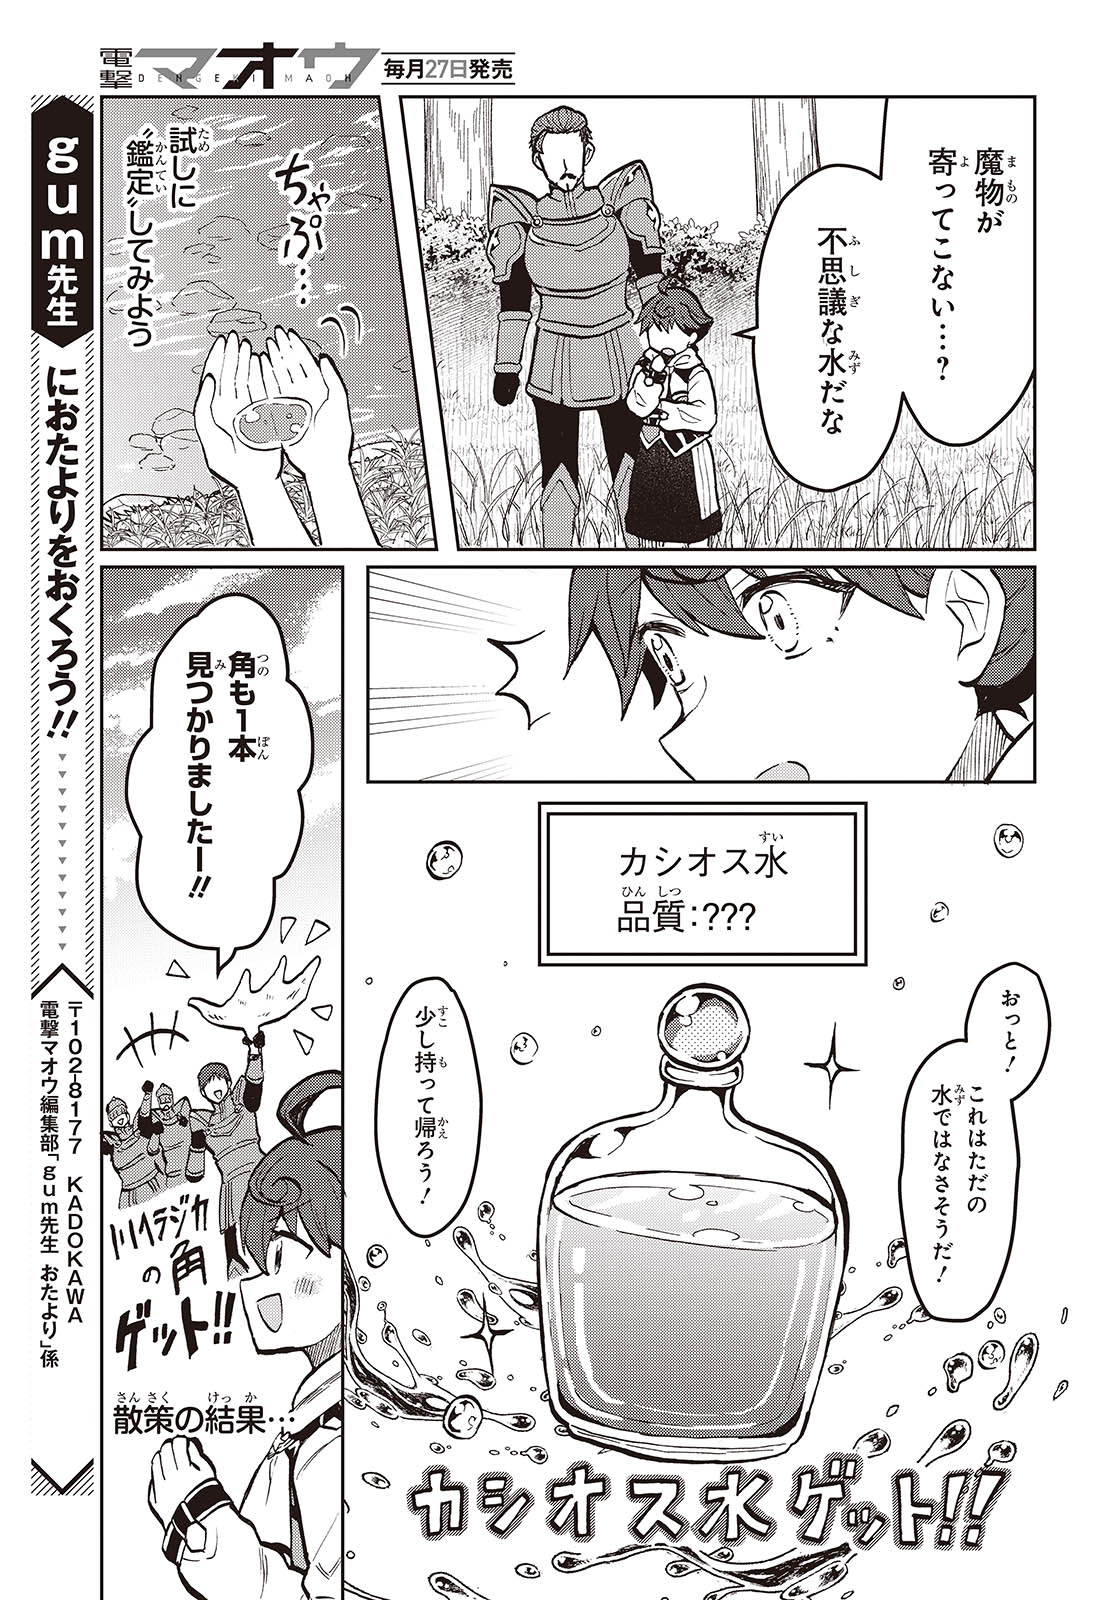 電撃マオウ
DENGEKI MAOH
毎月27日発売
魔物が
寄ってこない…?
不思議な水だな
ちゃぷ…
試しに
“鑑定”してみよう
カシオス水
品質:???
おっと!
これはただの
水ではなさそうだ!
少し持って帰ろう!
カシオス水ゲット!!
角も1本
見つかりましたー!!
の角
ゲット!!
散策の結果…
gum先生におたよりをおくろう!!
〒102-8177 KADOKAWA
電撃マオウ編集部「gum先生 おたより」係